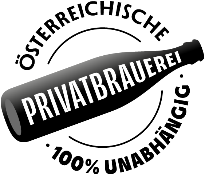 ÖSTERREICHISCHE
PRIVATBRAUEREI
· 100% UNABHÄNGIG ·